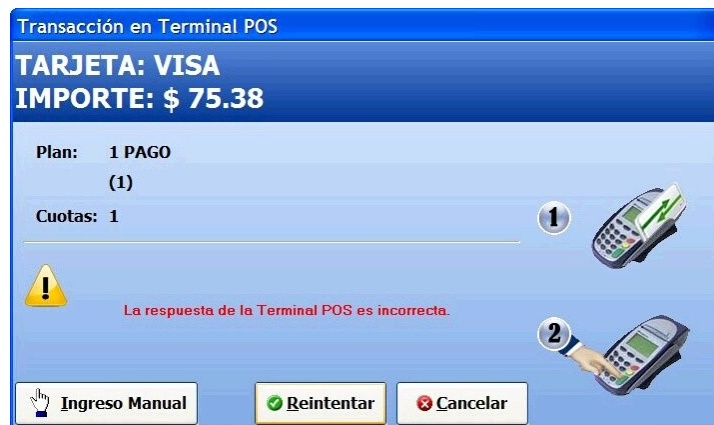 Transacción en Terminal POS
TARJETA: VISA
IMPORTE: $ 75.38
Plan: 1 PAGO
(1)
Cuotas: 1
1
La respuesta de la Terminal POS es incorrecta.
2
Ingreso Manual
Reintentar
Cancelar